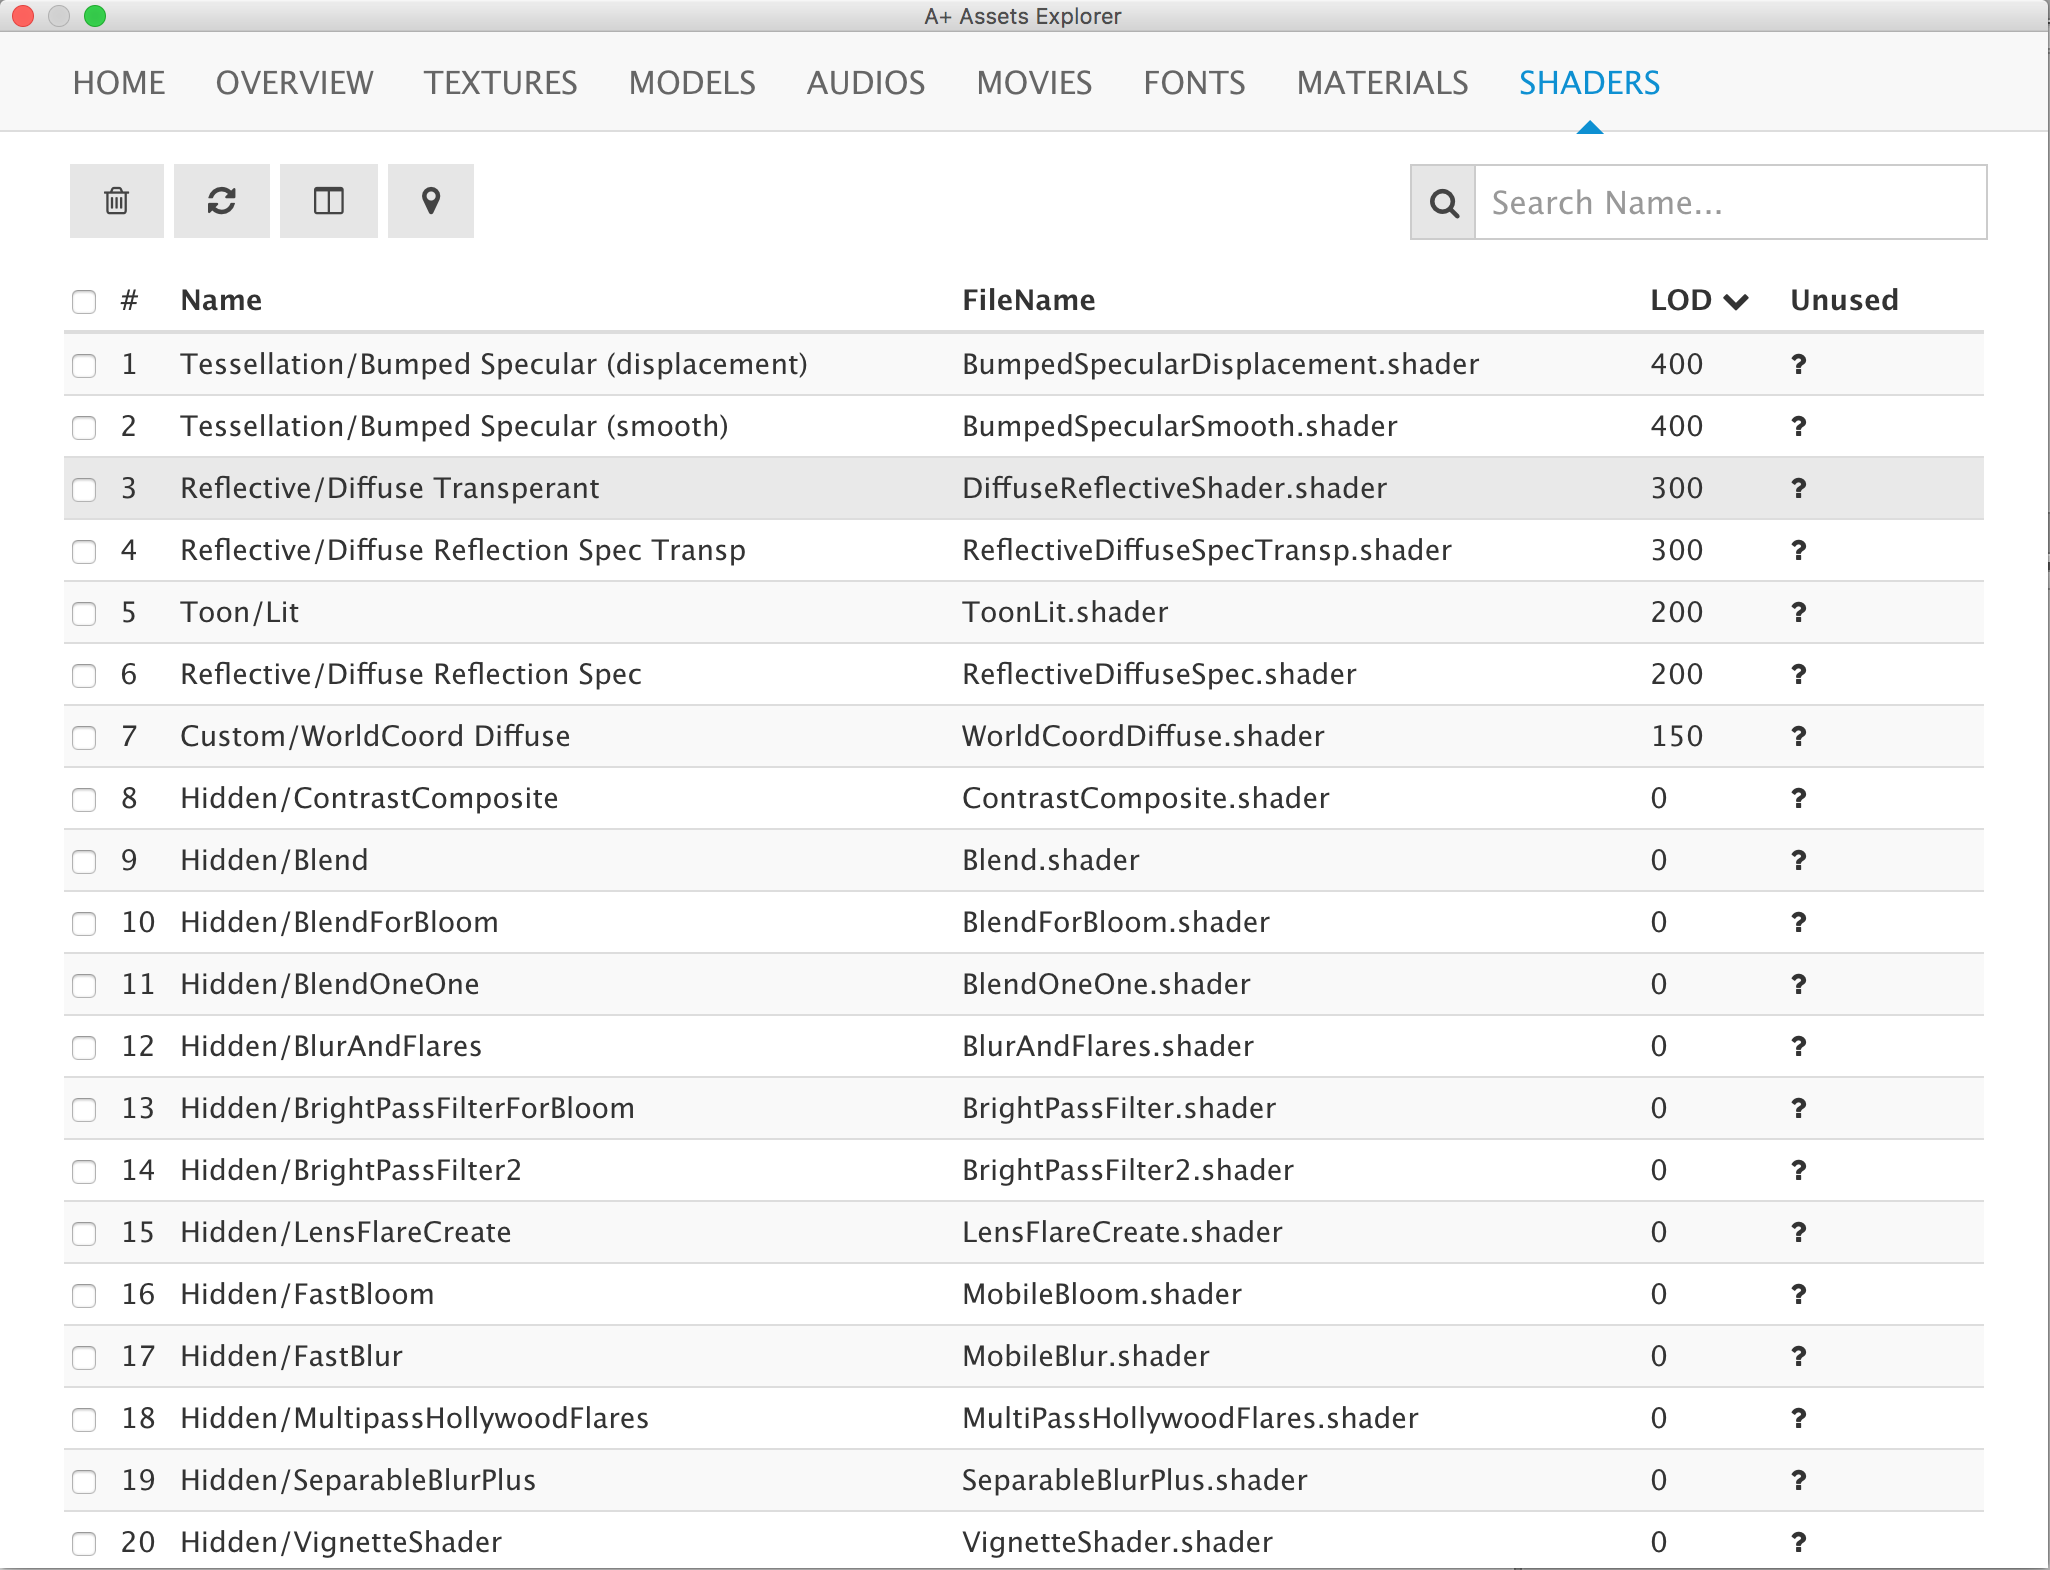 A+ Assets Explorer
HOME OVERVIEW TEXTURES MODELS AUDIOS MOVIES FONTS MATERIALS SHADERS
Search Name...
# Name FileName LOD Unused
1 Tessellation/Bumped Specular (displacement) BumpedSpecularDisplacement.shader 400 ?
2 Tessellation/Bumped Specular (smooth) BumpedSpecularSmooth.shader 400 ?
3 Reflective/Diffuse Transperant DiffuseReflectiveShader.shader 300 ?
4 Reflective/Diffuse Reflection Spec Transp ReflectiveDiffuseSpecTransp.shader 300 ?
5 Toon/Lit ToonLit.shader 200 ?
6 Reflective/Diffuse Reflection Spec ReflectiveDiffuseSpec.shader 200 ?
7 Custom/WorldCoord Diffuse WorldCoordDiffuse.shader 150 ?
8 Hidden/ContrastComposite ContrastComposite.shader 0 ?
9 Hidden/Blend Blend.shader 0 ?
10 Hidden/BlendForBloom BlendForBloom.shader 0 ?
11 Hidden/BlendOneOne BlendOneOne.shader 0 ?
12 Hidden/BlurAndFlares BlurAndFlares.shader 0 ?
13 Hidden/BrightPassFilterForBloom BrightPassFilter.shader 0 ?
14 Hidden/BrightPassFilter2 BrightPassFilter2.shader 0 ?
15 Hidden/LensFlareCreate LensFlareCreate.shader 0 ?
16 Hidden/FastBloom MobileBloom.shader 0 ?
17 Hidden/FastBlur MobileBlur.shader 0 ?
18 Hidden/MultipassHollywoodFlares MultiPassHollywoodFlares.shader 0 ?
19 Hidden/SeparableBlurPlus SeparableBlurPlus.shader 0 ?
20 Hidden/VignetteShader VignetteShader.shader 0 ?